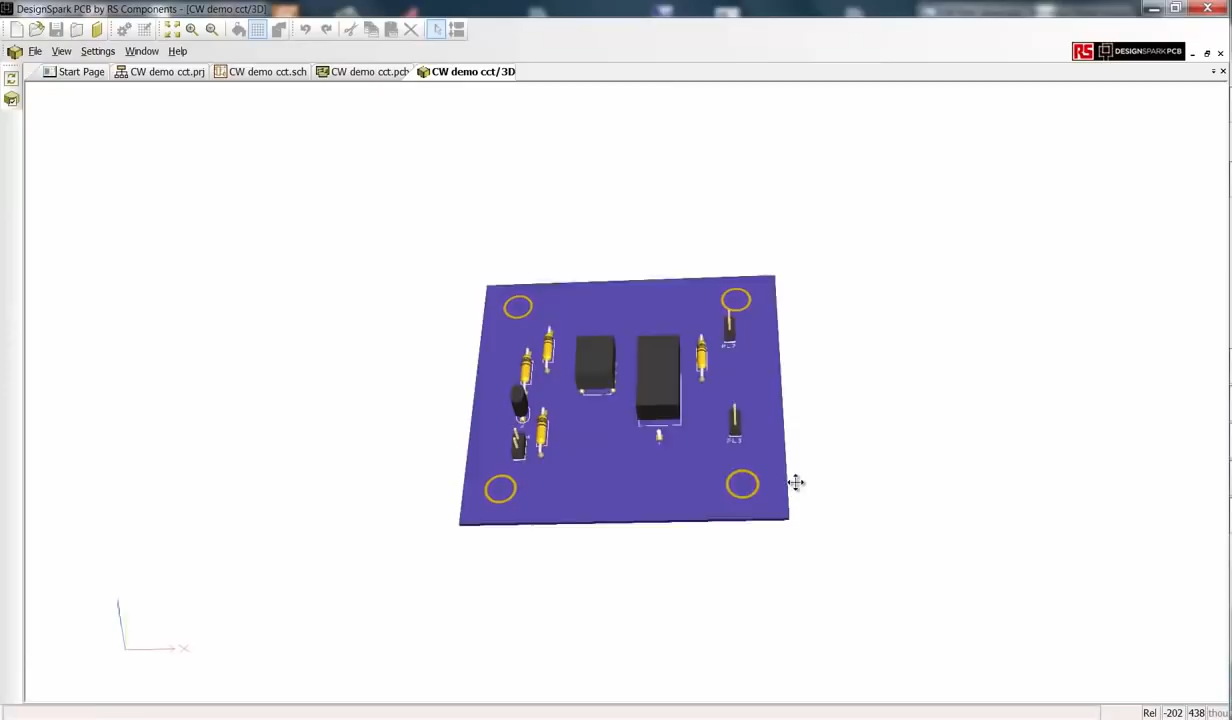 DesignSpark PCB by RS Components - [CW demo cct/3D]
File View Settings Window Help
RS DESIGNSPARK PCB
Start Page CW demo cct.prj CW demo cct.sch CW demo cct.pcb CW demo cct/3D
PL3
X
Rel -202 438 thou